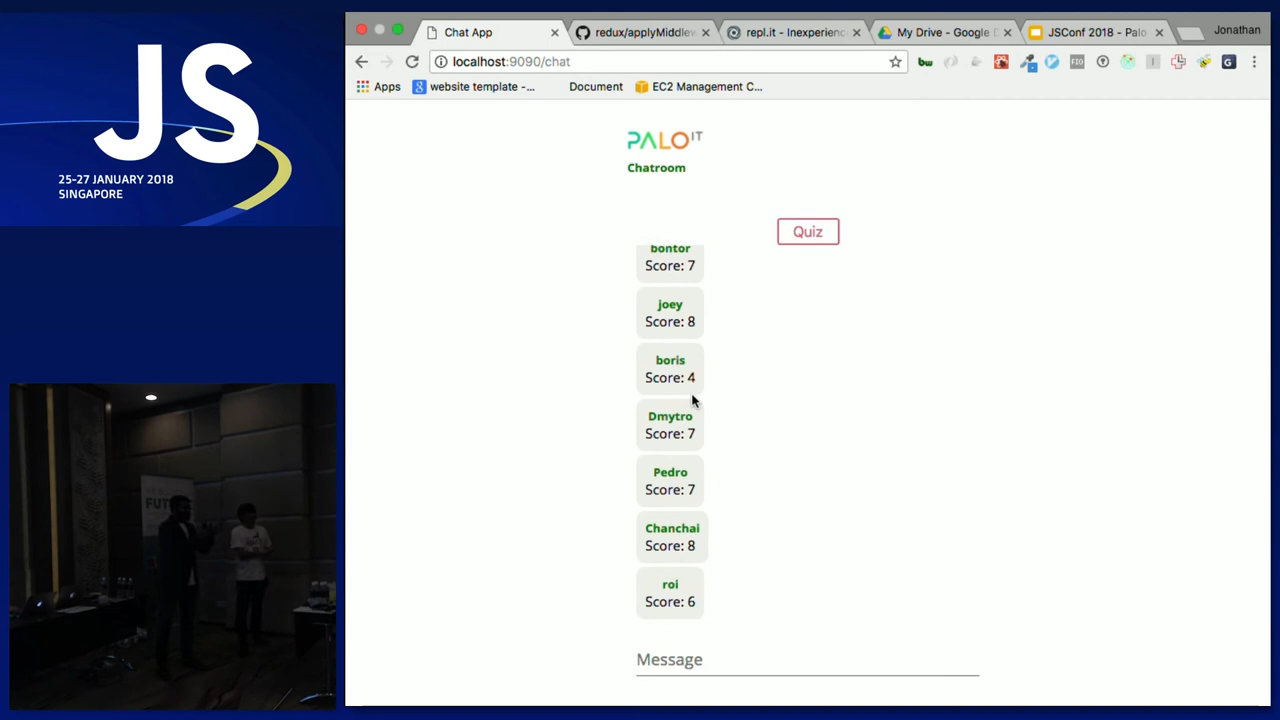 JS
25-27 JANUARY 2018
SINGAPORE
Chat App
redux/applyMiddlew
repl.it - Inexperienc
My Drive - Google D
JSConf 2018 - Palo
Jonathan
localhost:9090/chat
bw
FIO
G
Apps
website template -...
Document
EC2 Management C...
PALO IT
Chatroom
Quiz
bontor
Score: 7
joey
Score: 8
boris
Score: 4
Dmytro
Score: 7
Pedro
Score: 7
Chanchai
Score: 8
roi
Score: 6
Message